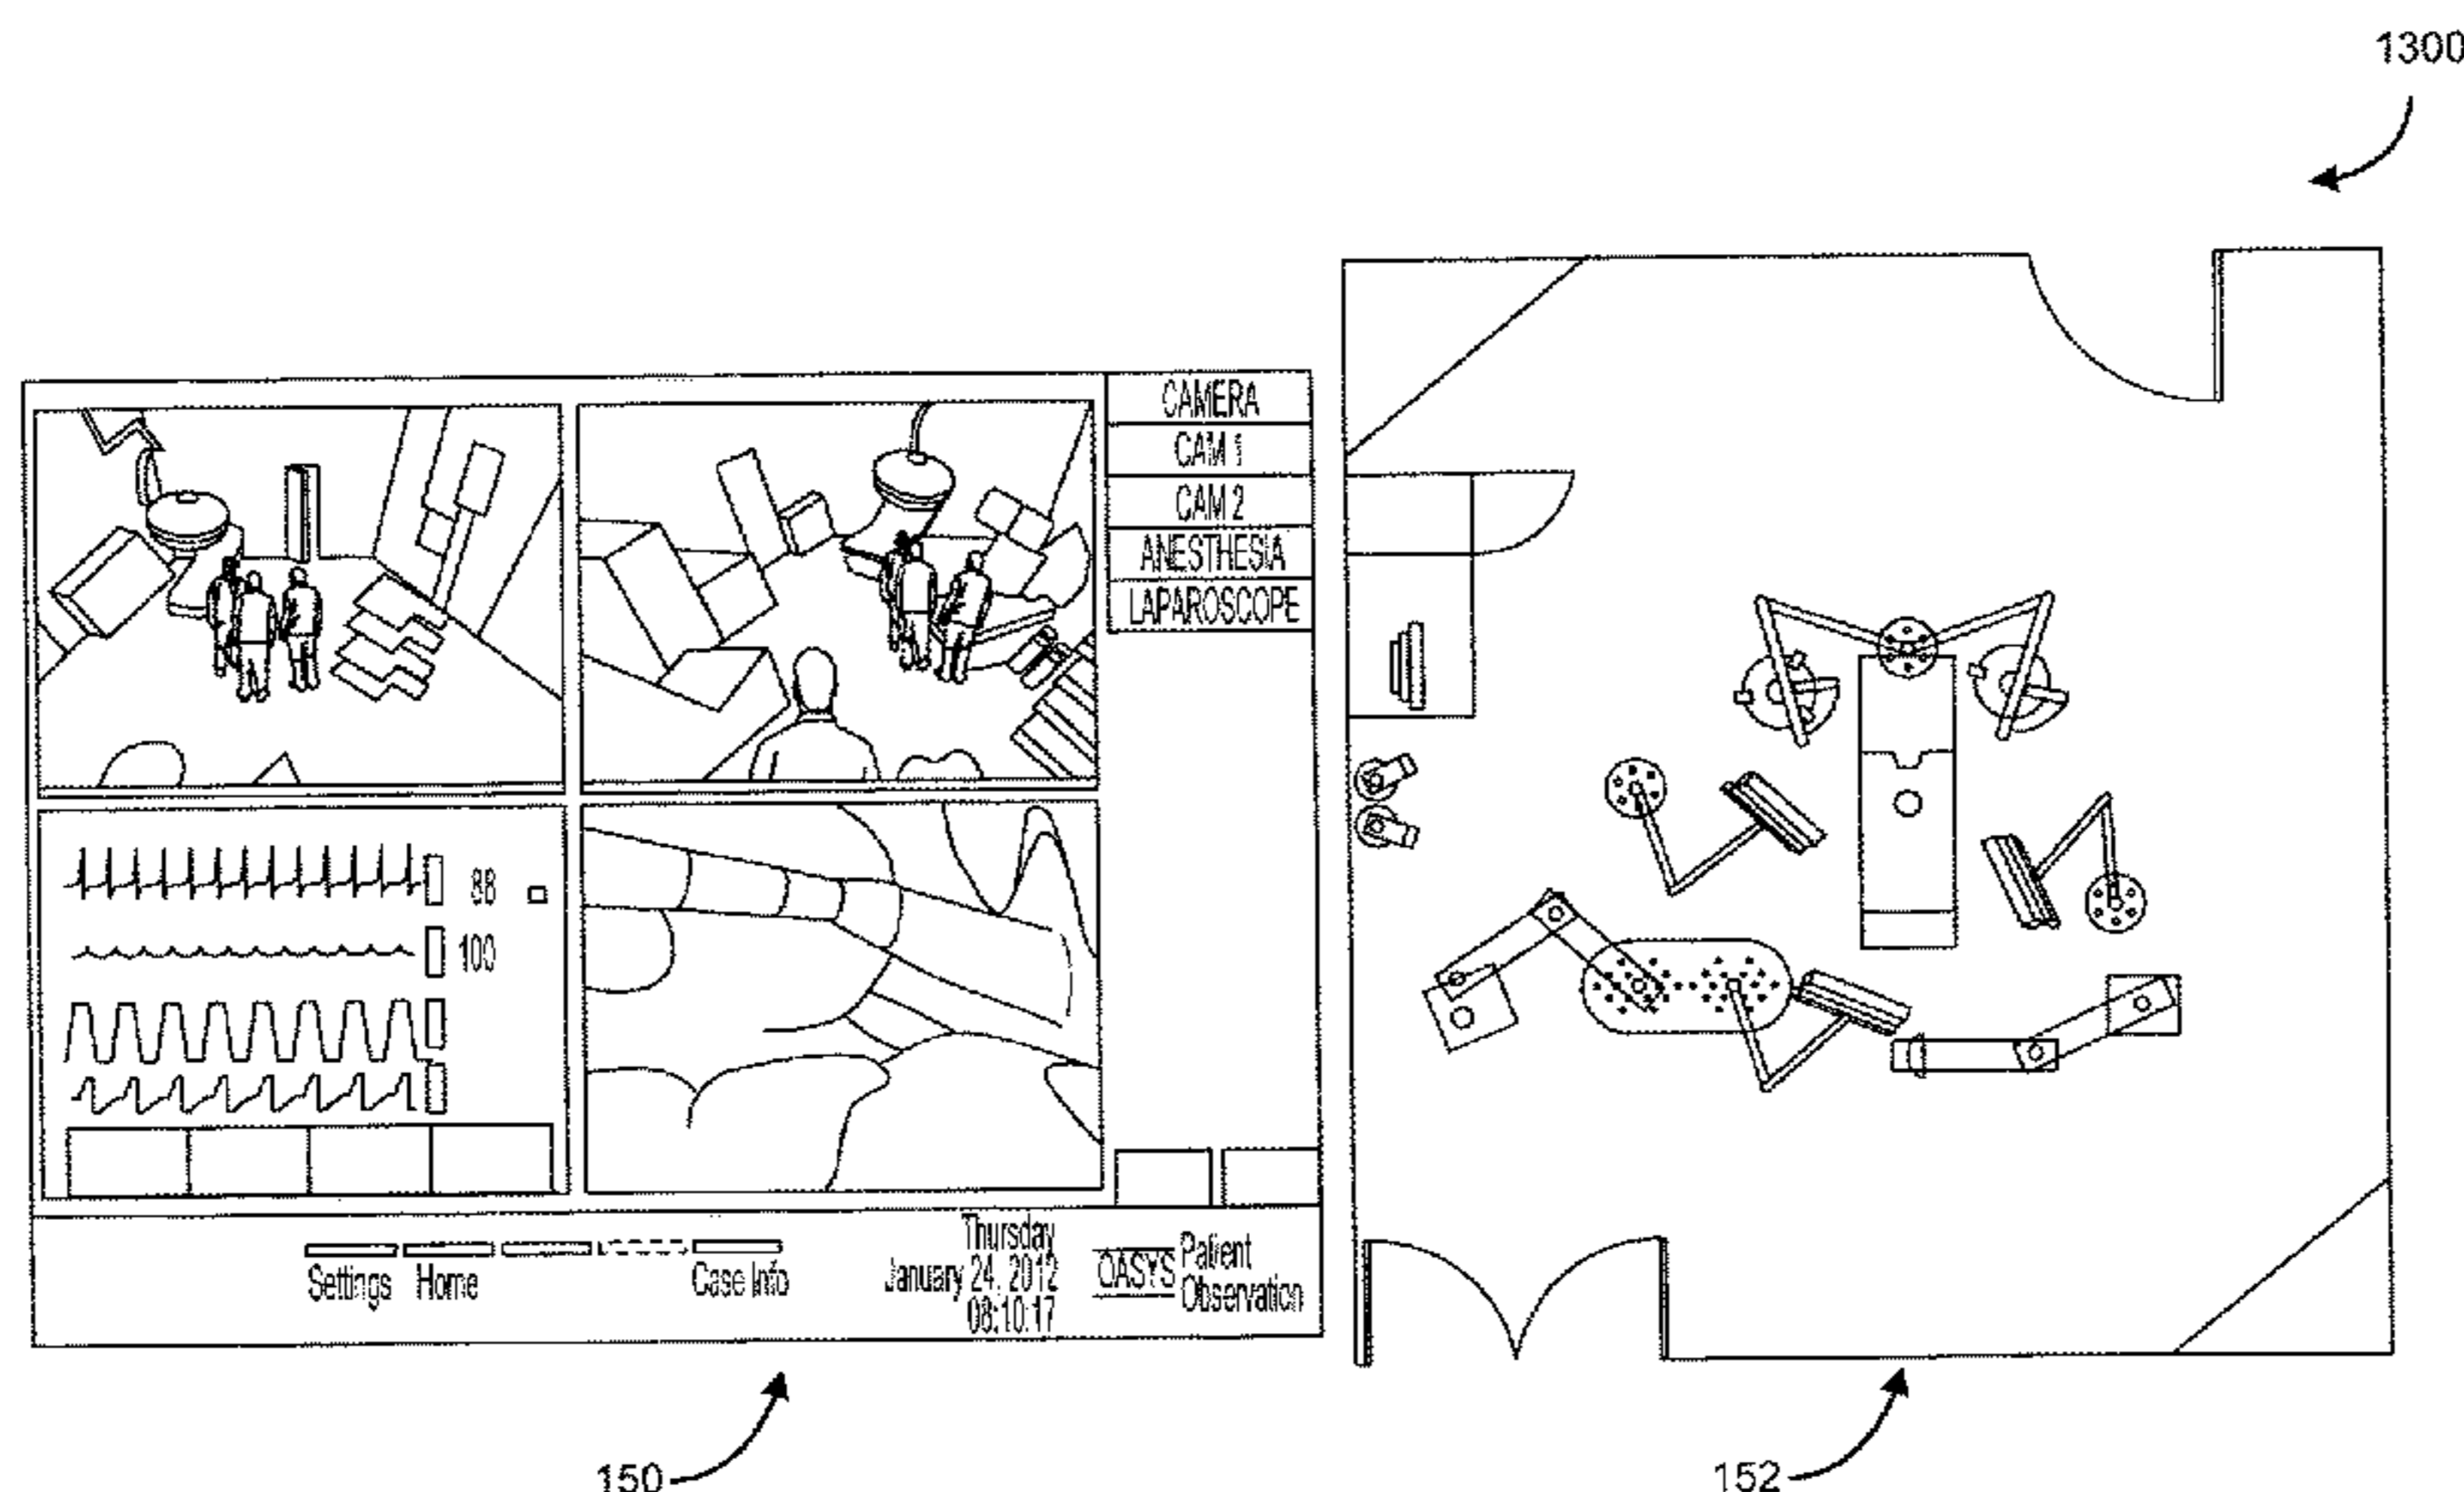 1300
CAMERA
CAM 1
CAM 2
ANESTHESIA
LAPAROSCOPE
100
Settings
Home
Case Info
Thursday
January 24, 2012
08:10:17
OASYS
Patient
Observation
150
152